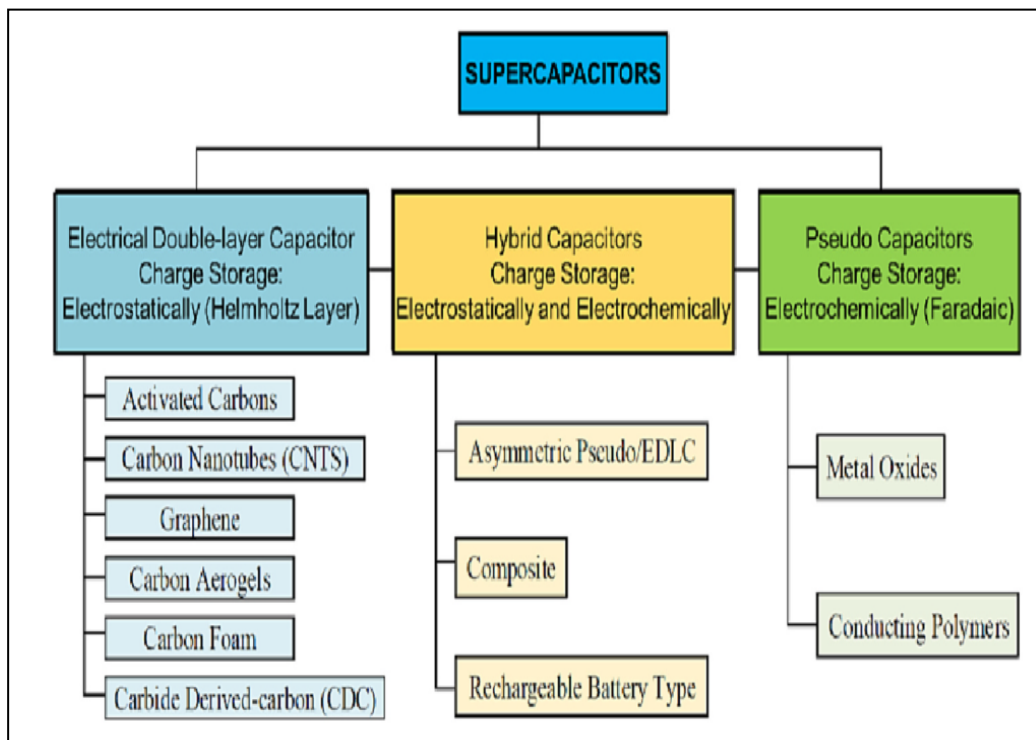 SUPERCAPACITORS
Electrical Double-layer Capacitor
Charge Storage:
Electrostatically (Helmholtz Layer)
Hybrid Capacitors
Charge Storage:
Electrostatically and Electrochemically
Pseudo Capacitors
Charge Storage:
Electrochemically (Faradaic)
Activated Carbons
Carbon Nanotubes (CNTS)
Graphene
Carbon Aerogels
Carbon Foam
Carbide Derived-carbon (CDC)
Asymmetric Pseudo/EDLC
Composite
Rechargeable Battery Type
Metal Oxides
Conducting Polymers